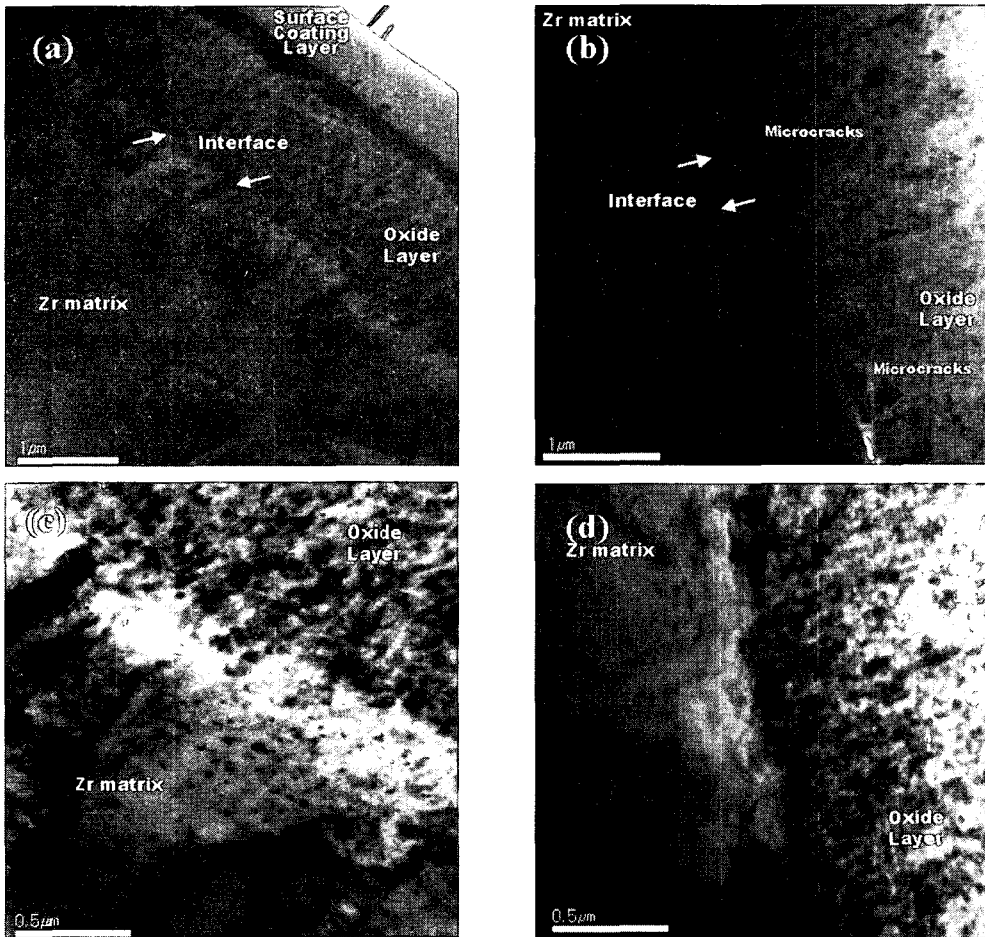 (a)
Surface
Coating
Layer
Interface
Oxide
Layer
Zr matrix
1μm
Zr matrix
(b)
Microcracks
Interface
Oxide
Layer
Microcracks
1μm
Oxide
Layer
Zr matrix
0.5μm
(d)
Zr matrix
Oxide
Layer
0.5μm